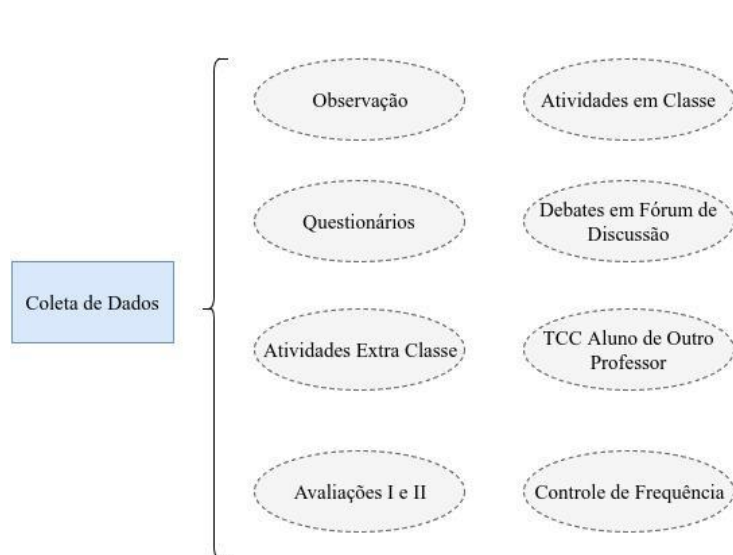 Coleta de Dados
Observação
Atividades em Classe
Questionários
Debates em Fórum de
Discussão
Atividades Extra Classe
TCC Aluno de Outro
Professor
Avaliações I e II
Controle de Frequência